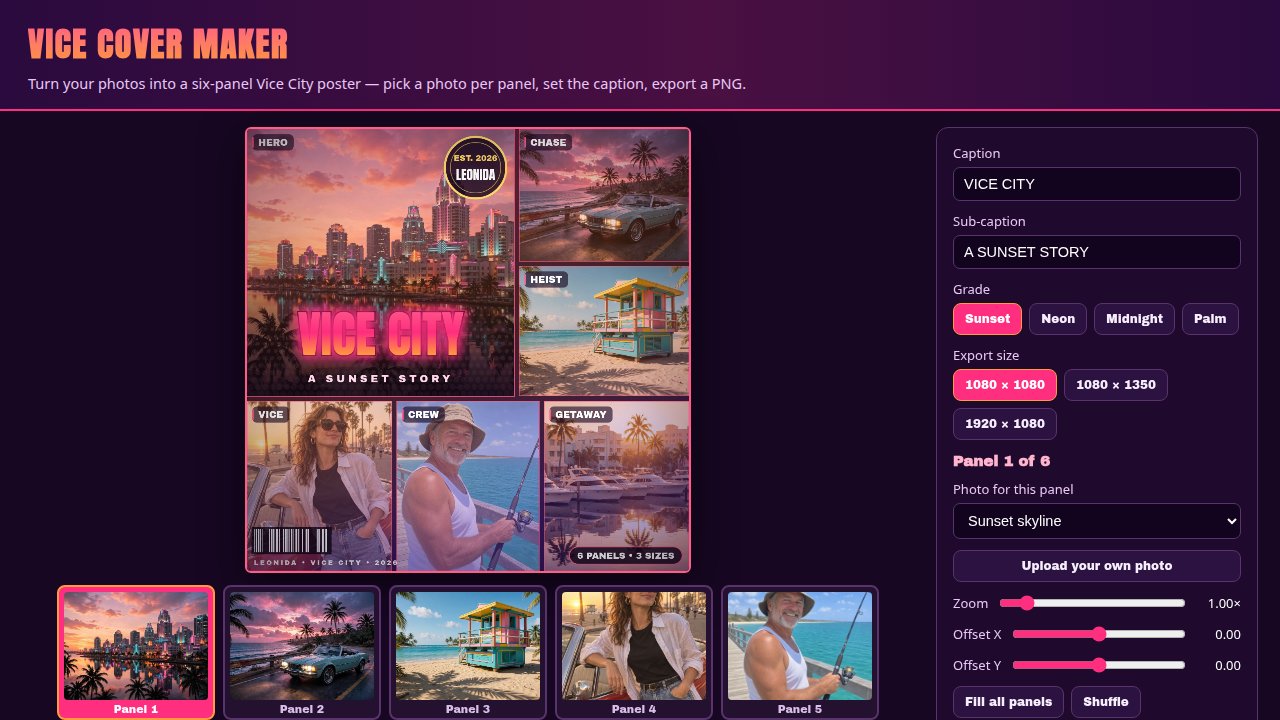 VICE COVER MAKER
Turn your photos into a six-panel Vice City poster — pick a photo per panel, set the caption, export a PNG.
HERO
EST. 2026
LEONIDA
VICE CITY
A SUNSET STORY
CHASE
HEIST
VICE
LEONIDA • VICE CITY • 2026
CREW
GETAWAY
6 PANELS • 3 SIZES
Panel 1
Panel 2
Panel 3
Panel 4
Panel 5
Caption
VICE CITY
Sub-caption
A SUNSET STORY
Grade
Sunset Neon Midnight Palm
Export size
1080 × 1080 1080 × 1350
1920 × 1080
Panel 1 of 6
Photo for this panel
Sunset skyline
Upload your own photo
Zoom 1.00×
Offset X 0.00
Offset Y 0.00
Fill all panels Shuffle